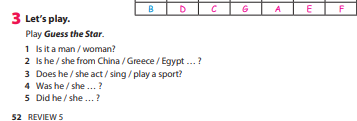 B D C G A E F
3 Let's play.
Play Guess the Star.
1 Is it a man / woman?
2 Is he / she from China / Greece / Egypt ... ?
3 Does he / she act / sing / play a sport?
4 Was he / she ... ?
5 Did he / she ... ?
52 REVIEW 5